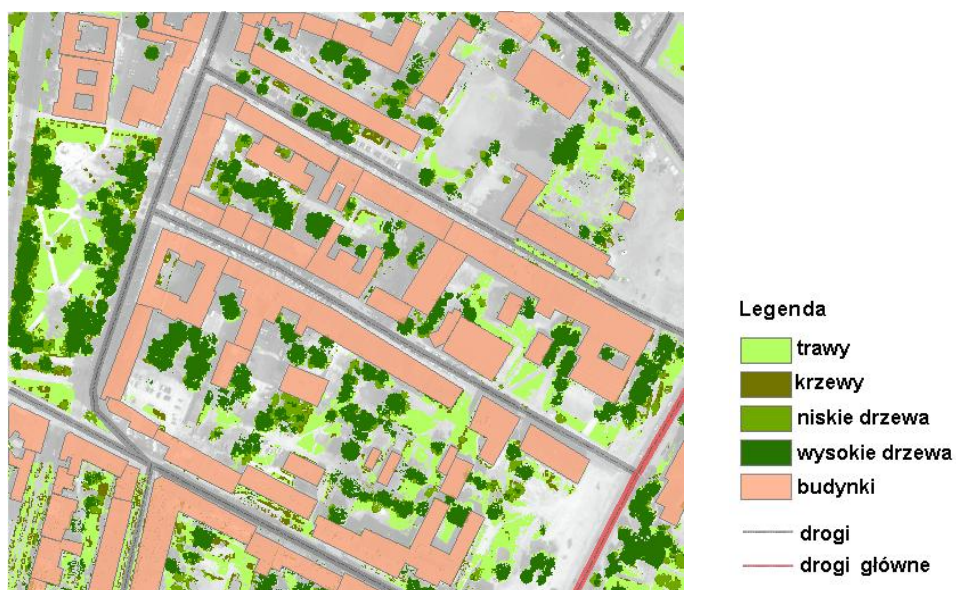 Legenda
trawy
krzewy
niskie drzewa
wysokie drzewa
budynki
drogi
drogi główne